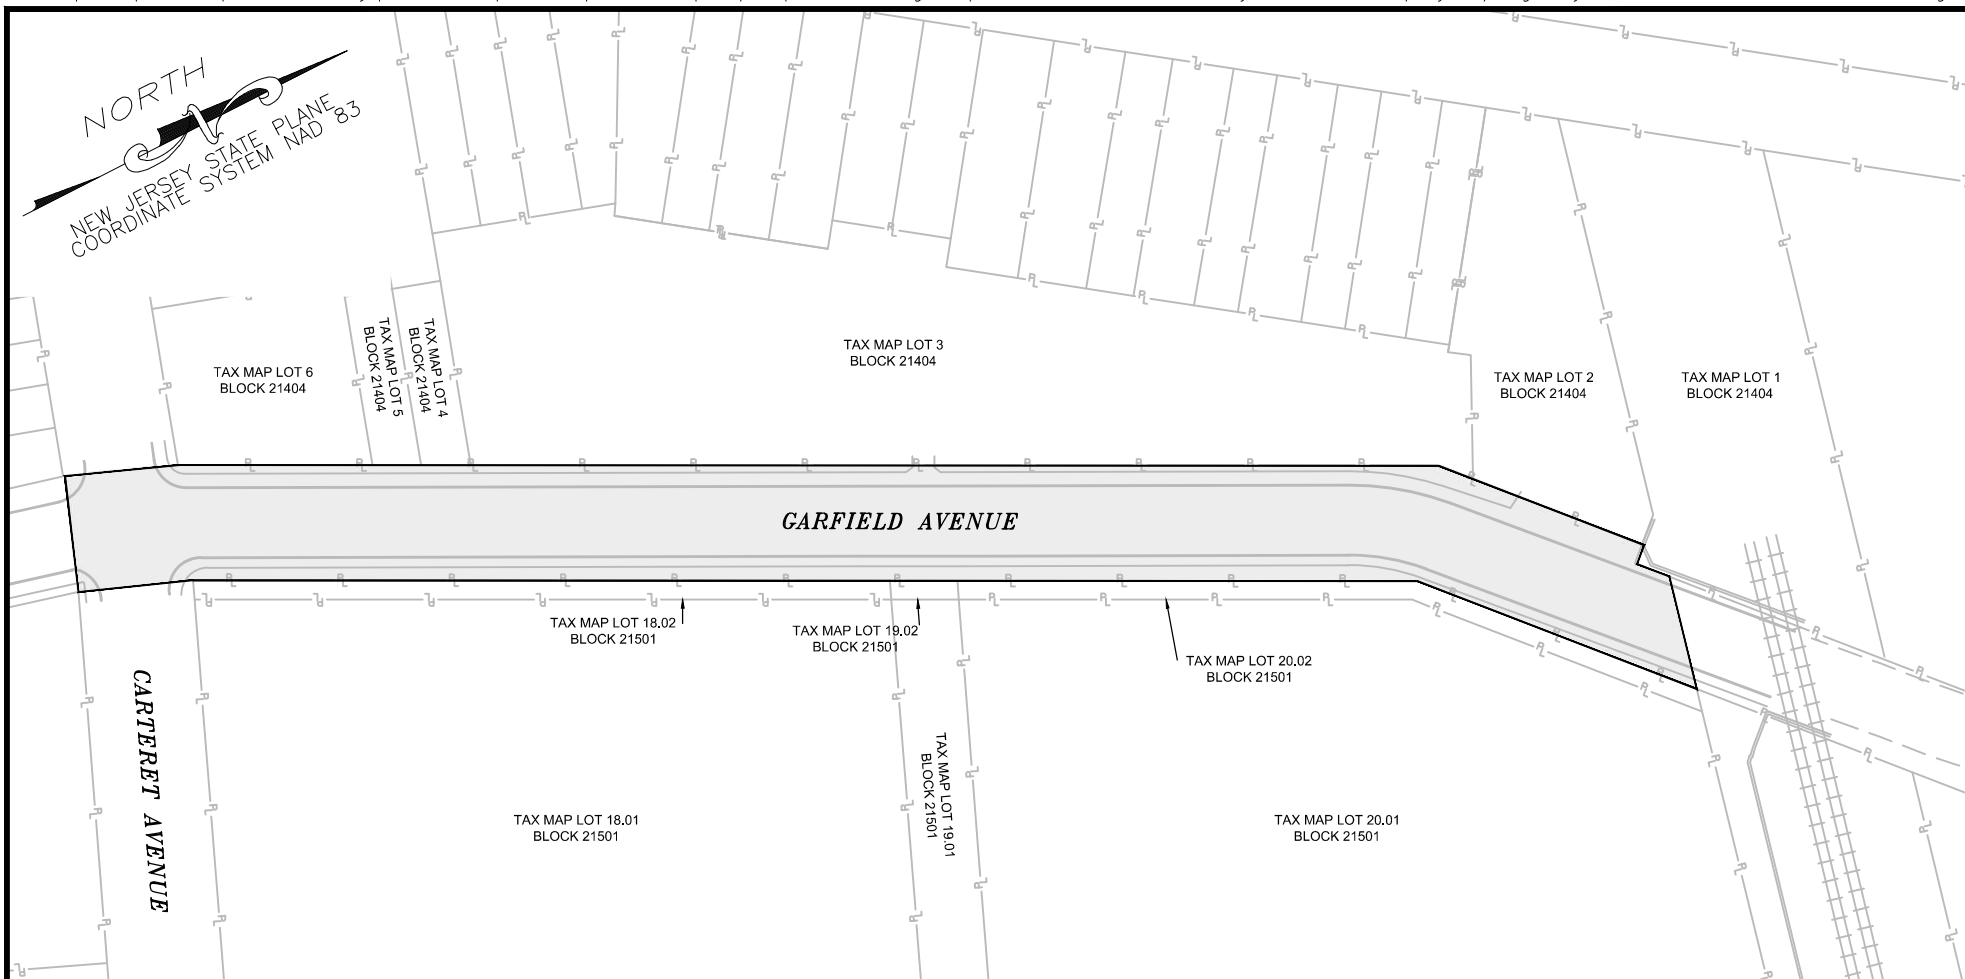 NORTH
NEW JERSEY STATE PLANE
COORDINATE SYSTEM NAD '83
TAX MAP LOT 6
BLOCK 21404
TAX MAP LOT 5
BLOCK 21404
TAX MAP LOT 4
BLOCK 21404
TAX MAP LOT 3
BLOCK 21404
TAX MAP LOT 2
BLOCK 21404
TAX MAP LOT 1
BLOCK 21404
GARFIELD AVENUE
TAX MAP LOT 18.02
BLOCK 21501
TAX MAP LOT 19.02
BLOCK 21501
TAX MAP LOT 20.02
BLOCK 21501
CARTERET AVENUE
TAX MAP LOT 18.01
BLOCK 21501
TAX MAP LOT 19.01
BLOCK 21501
TAX MAP LOT 20.01
BLOCK 21501